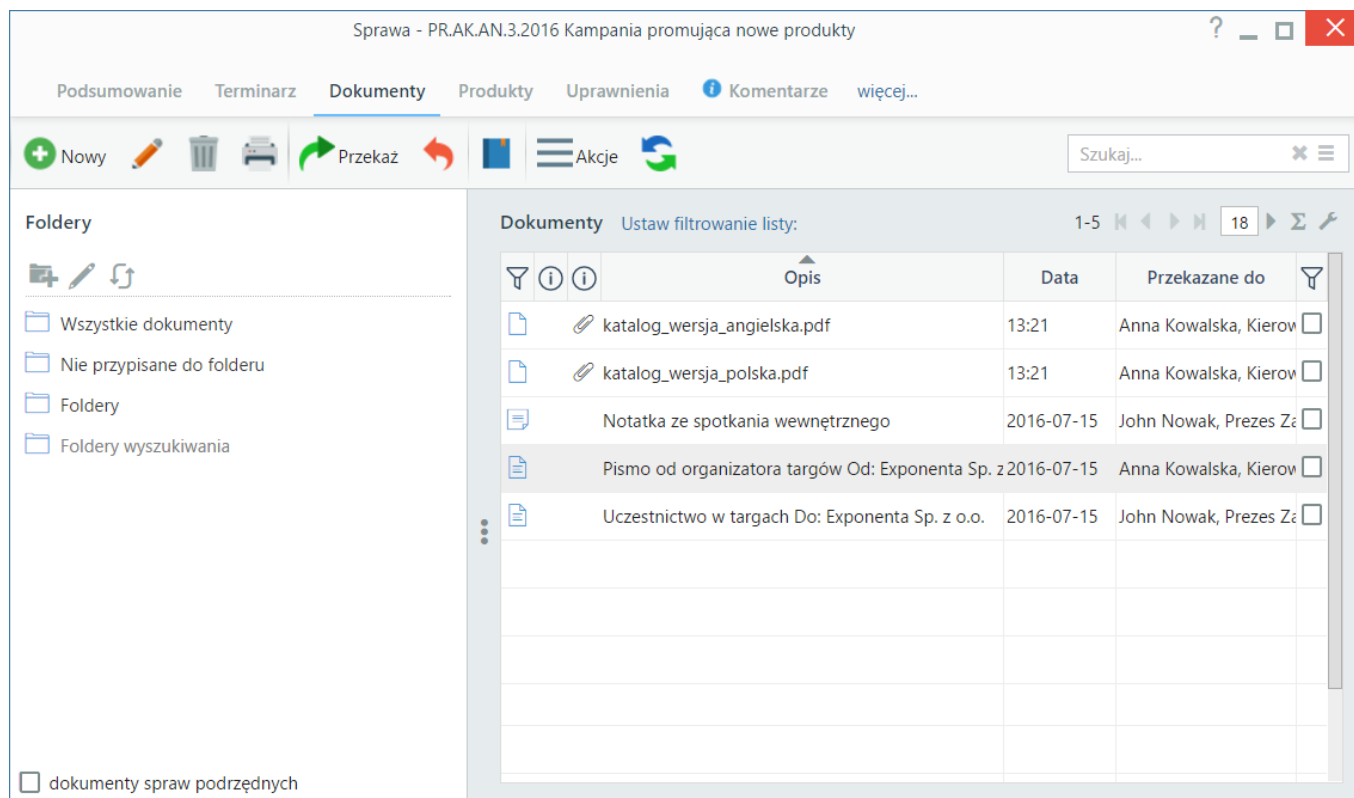 Sprawa - PR.AK.AN.3.2016 Kampania promująca nowe produkty
Podsumowanie Terminarz Dokumenty Produkty Uprawnienia Komentarze więcej...
Nowy Przekaż Akcje Szukaj...
Foldery
Wszystkie dokumenty
Nie przypisane do folderu
Foldery
Foldery wyszukiwania
dokumenty spraw podrzędnych
Dokumenty Ustaw filtrowanie listy: 1-5 18 Σ
Opis Data Przekazane do
katalog_wersja_angielska.pdf 13:21 Anna Kowalska, Kierow
katalog_wersja_polska.pdf 13:21 Anna Kowalska, Kierow
Notatka ze spotkania wewnętrznego 2016-07-15 John Nowak, Prezes Za
Pismo od organizatora targów Od: Exponenta Sp. z 2016-07-15 Anna Kowalska, Kierow
Uczestnictwo w targach Do: Exponenta Sp. z o.o. 2016-07-15 John Nowak, Prezes Za